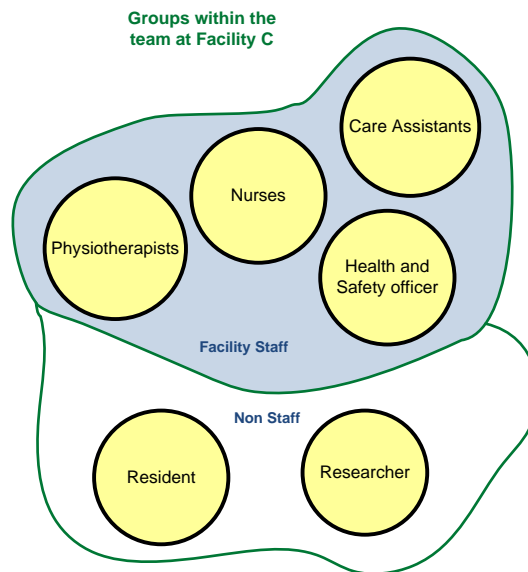 Groups within the
team at Facility C
Care Assistants
Nurses
Physiotherapists
Health and
Safety officer
Facility Staff
Non Staff
Resident
Researcher